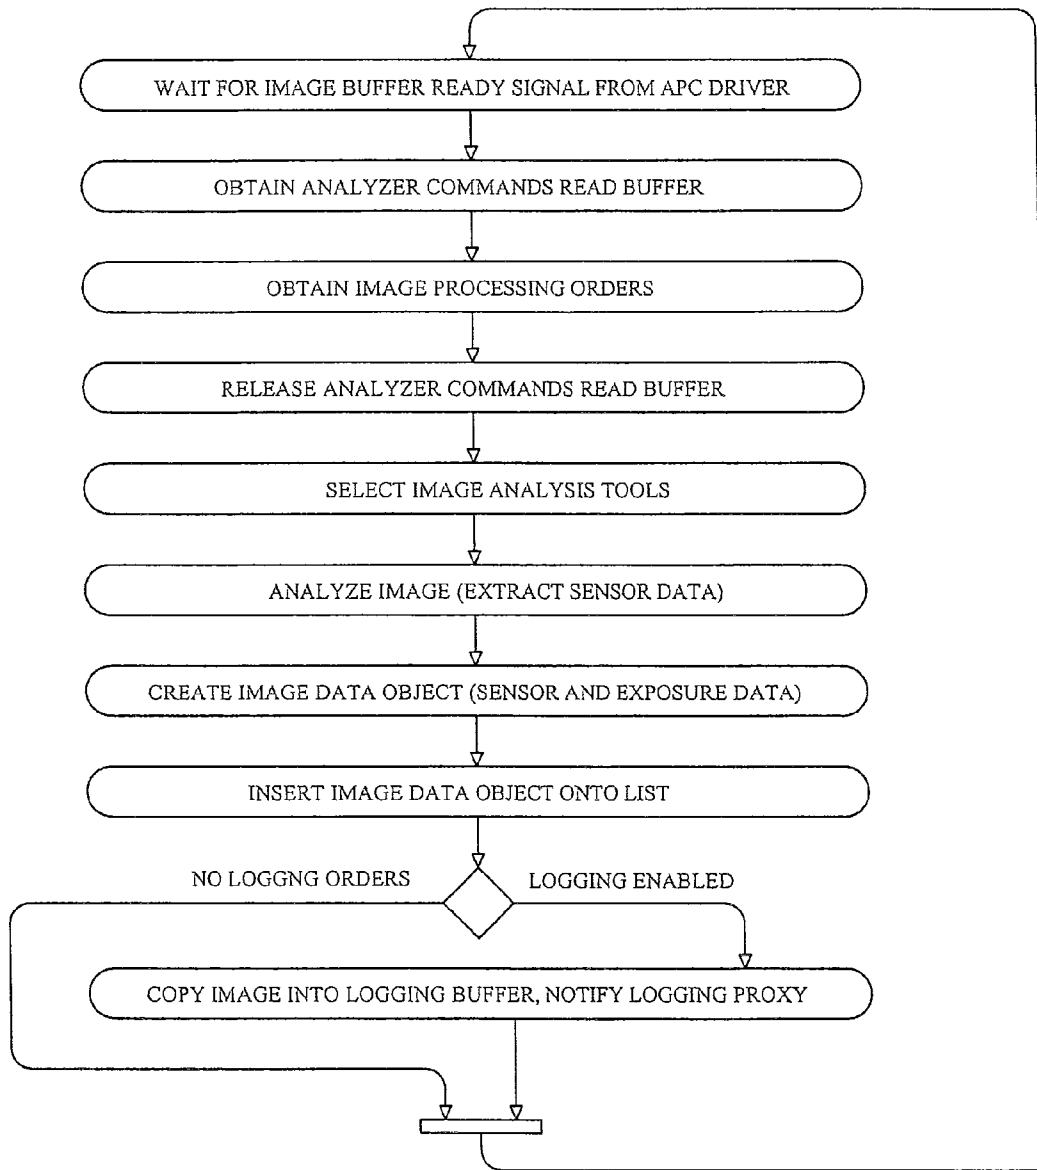 WAIT FOR IMAGE BUFFER READY SIGNAL FROM APC DRIVER
OBTAIN ANALYZER COMMANDS READ BUFFER
OBTAIN IMAGE PROCESSING ORDERS
RELEASE ANALYZER COMMANDS READ BUFFER
SELECT IMAGE ANALYSIS TOOLS
ANALYZE IMAGE (EXTRACT SENSOR DATA)
CREATE IMAGE DATA OBJECT (SENSOR AND EXPOSURE DATA)
INSERT IMAGE DATA OBJECT ONTO LIST
NO LOGGNG ORDERS
LOGGING ENABLED
COPY IMAGE INTO LOGGING BUFFER, NOTIFY LOGGING PROXY